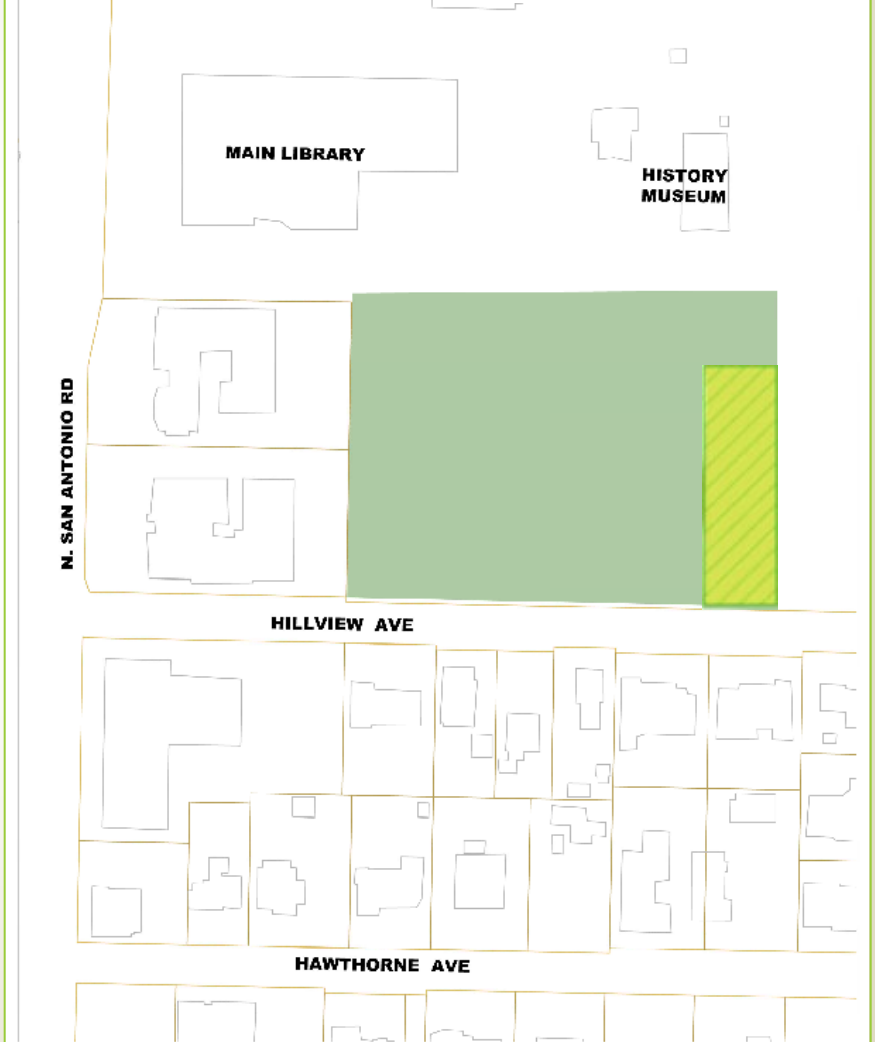 MAIN LIBRARY
HISTORY
MUSEUM
N. SAN ANTONIO RD
HILLVIEW AVE
HAWTHORNE AVE